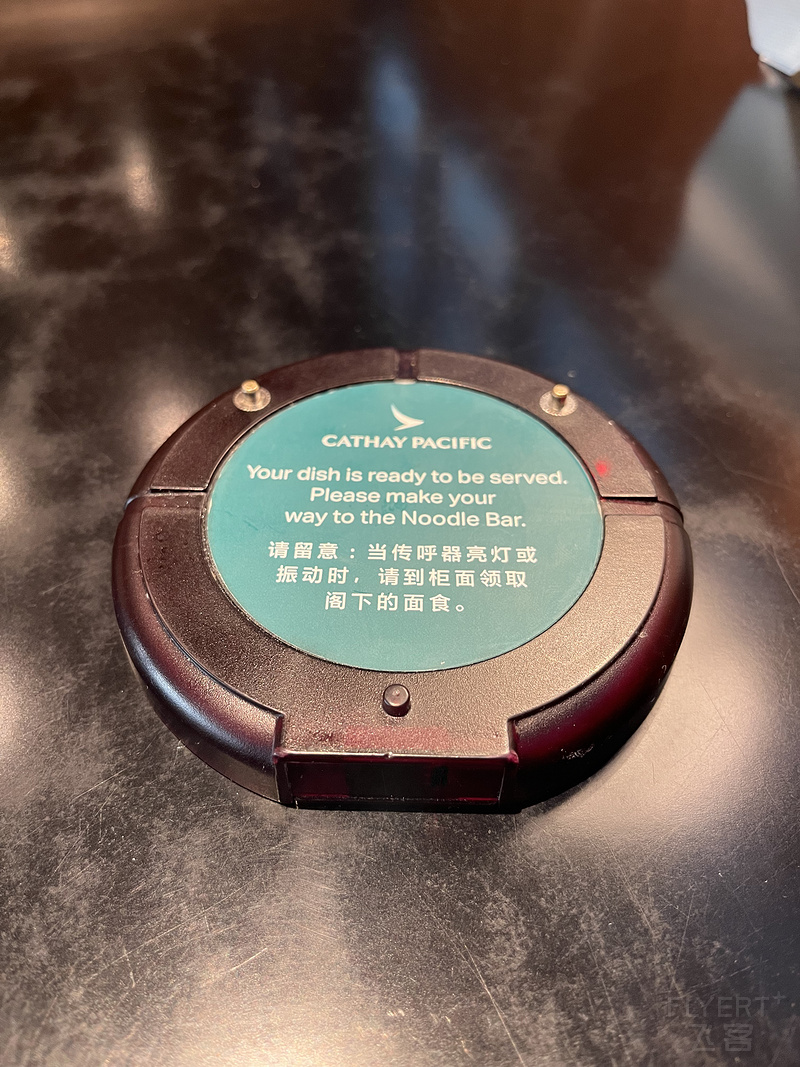 CATHAY PACIFIC
Your dish is ready to be served.
Please make your
way to the Noodle Bar.
请留意：当传呼器亮灯或
振动时，请到柜面领取
阁下的面食。
FLYERT
飞客